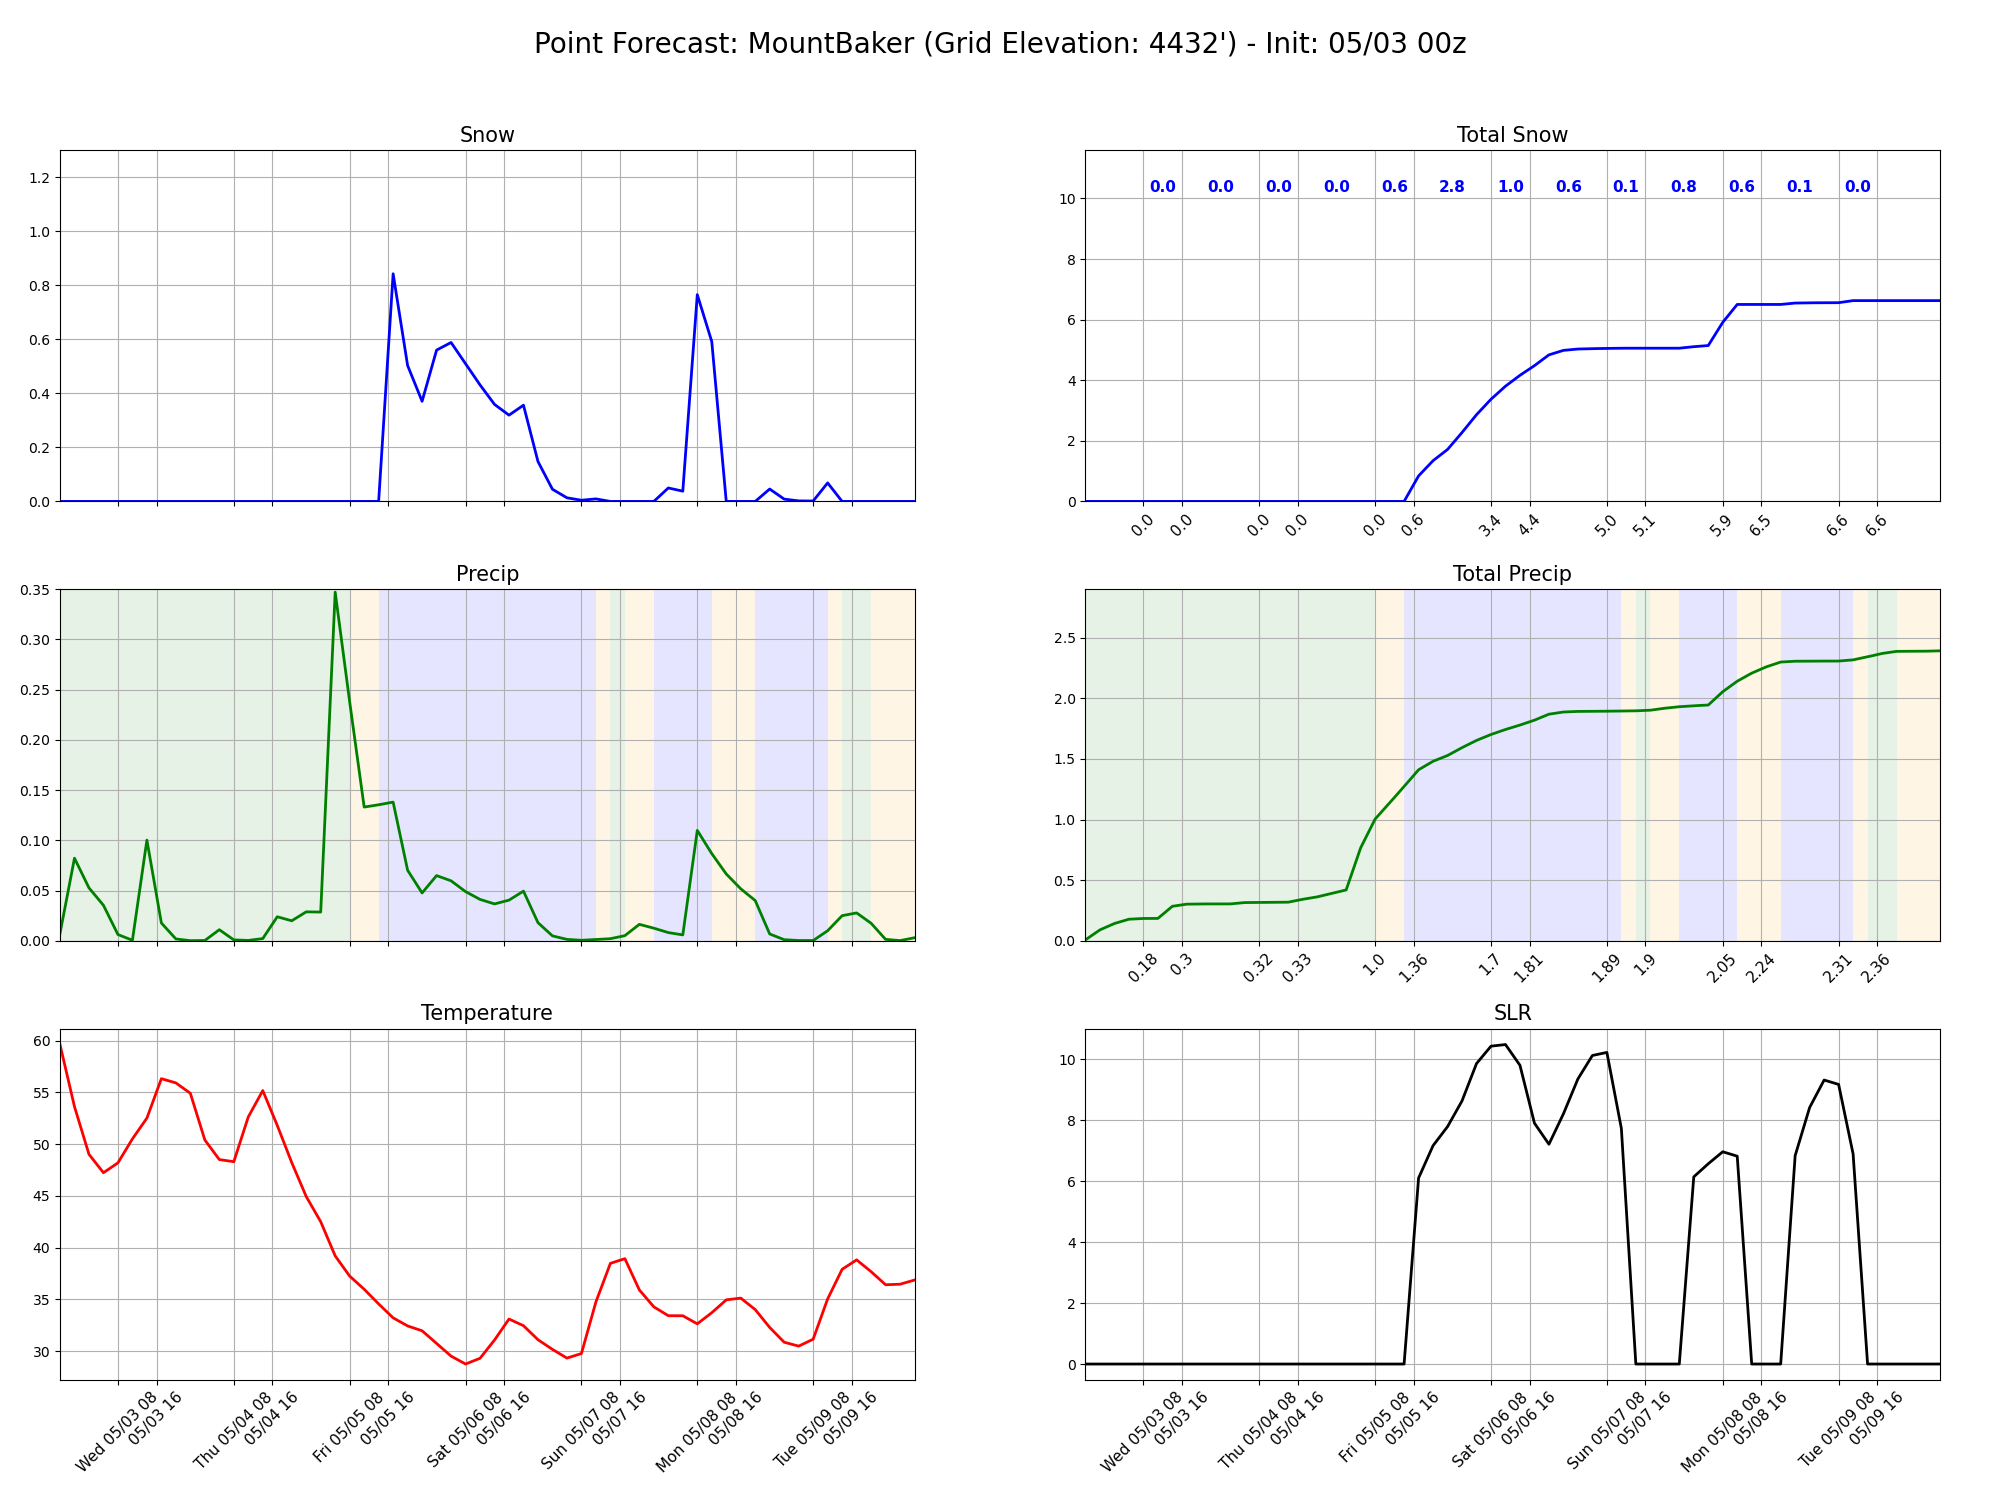 Point Forecast: MountBaker (Grid Elevation: 4432') - Init: 05/03 00z
Snow
1.2
1.0
0.8
0.6
0.4
0.2
0.0
Total Snow
0.0 0.0 0.0 0.0 0.6 2.8 1.0 0.6 0.1 0.8 0.6 0.1 0.0
10
8
6
4
2
0
0.0 0.0 0.0 0.0 0.0 0.6 3.4 4.4 5.0 5.1 5.9 6.5 6.6 6.6
Precip
0.35
0.30
0.25
0.20
0.15
0.10
0.05
0.00
Total Precip
2.5
2.0
1.5
1.0
0.5
0.0
0.18 0.3 0.32 0.33 1.0 1.36 1.7 1.81 1.89 1.9 2.05 2.24 2.31 2.36
Temperature
60
55
50
45
40
35
30
Wed 05/03 08
05/03 16
Thu 05/04 08
05/04 16
Fri 05/05 08
05/05 16
Sat 05/06 08
05/06 16
Sun 05/07 08
05/07 16
Mon 05/08 08
05/08 16
Tue 05/09 08
05/09 16
SLR
10
8
6
4
2
0
Wed 05/03 08
05/03 16
Thu 05/04 08
05/04 16
Fri 05/05 08
05/05 16
Sat 05/06 08
05/06 16
Sun 05/07 08
05/07 16
Mon 05/08 08
05/08 16
Tue 05/09 08
05/09 16